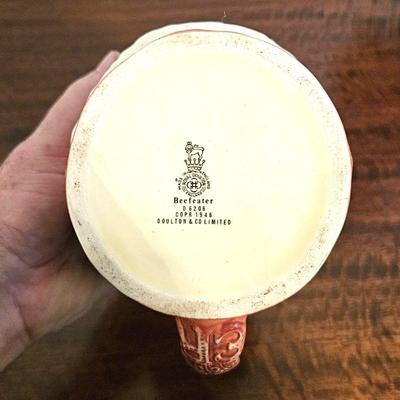 Beefeater
D 6206
COPR 1946
DOULTON & CO LIMITED